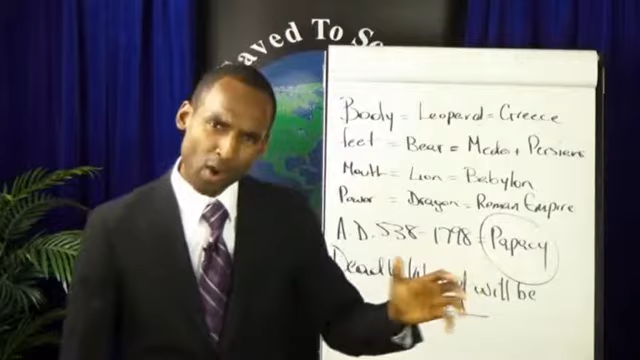 aved To S
Body = Leopard = Greece
feet = Bear = Medes + Persians
Mouth = Lion = Babylon
Power = Dragon = Roman Empire
A.D. 538 - 1798 = Papacy
Deadly will be